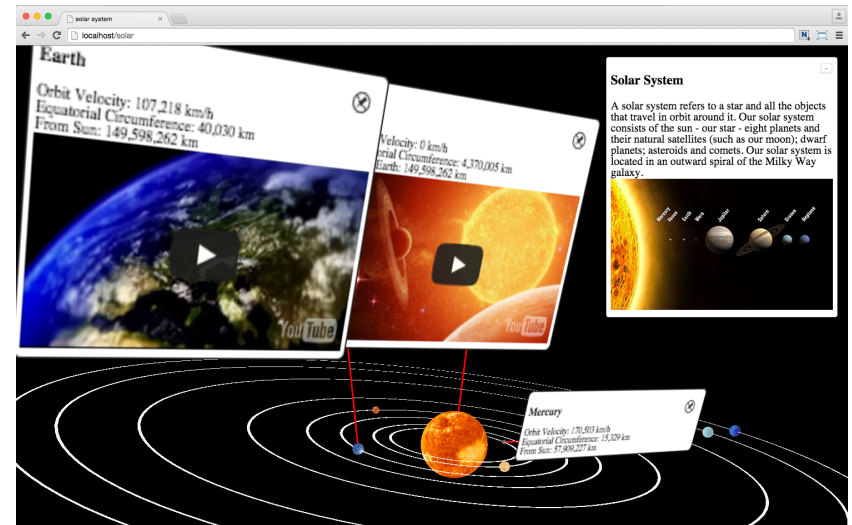 solar system
localhost/solar
Earth
Orbit Velocity: 107,218 km/h
Equatorial Circumference: 40,030 km
From Sun: 149,598,262 km
YouTube
Velocity: 0 km/h
orial Circumference: 4,370,005 km
Earth: 149,598,262 km
YouTube
Solar System
A solar system refers to a star and all the objects
that travel in orbit around it. Our solar system
consists of the sun - our star - eight planets and
their natural satellites (such as our moon); dwarf
planets; asteroids and comets. Our solar system is
located in an outward spiral of the Milky Way
galaxy.
Mercury
Venus
Earth
Mars
Jupiter
Saturn
Uranus
Neptune
Mercury
Orbit Velocity: 170,503 km/h
Equatorial Circumference: 15,329 km
From Sun: 57,909,227 km